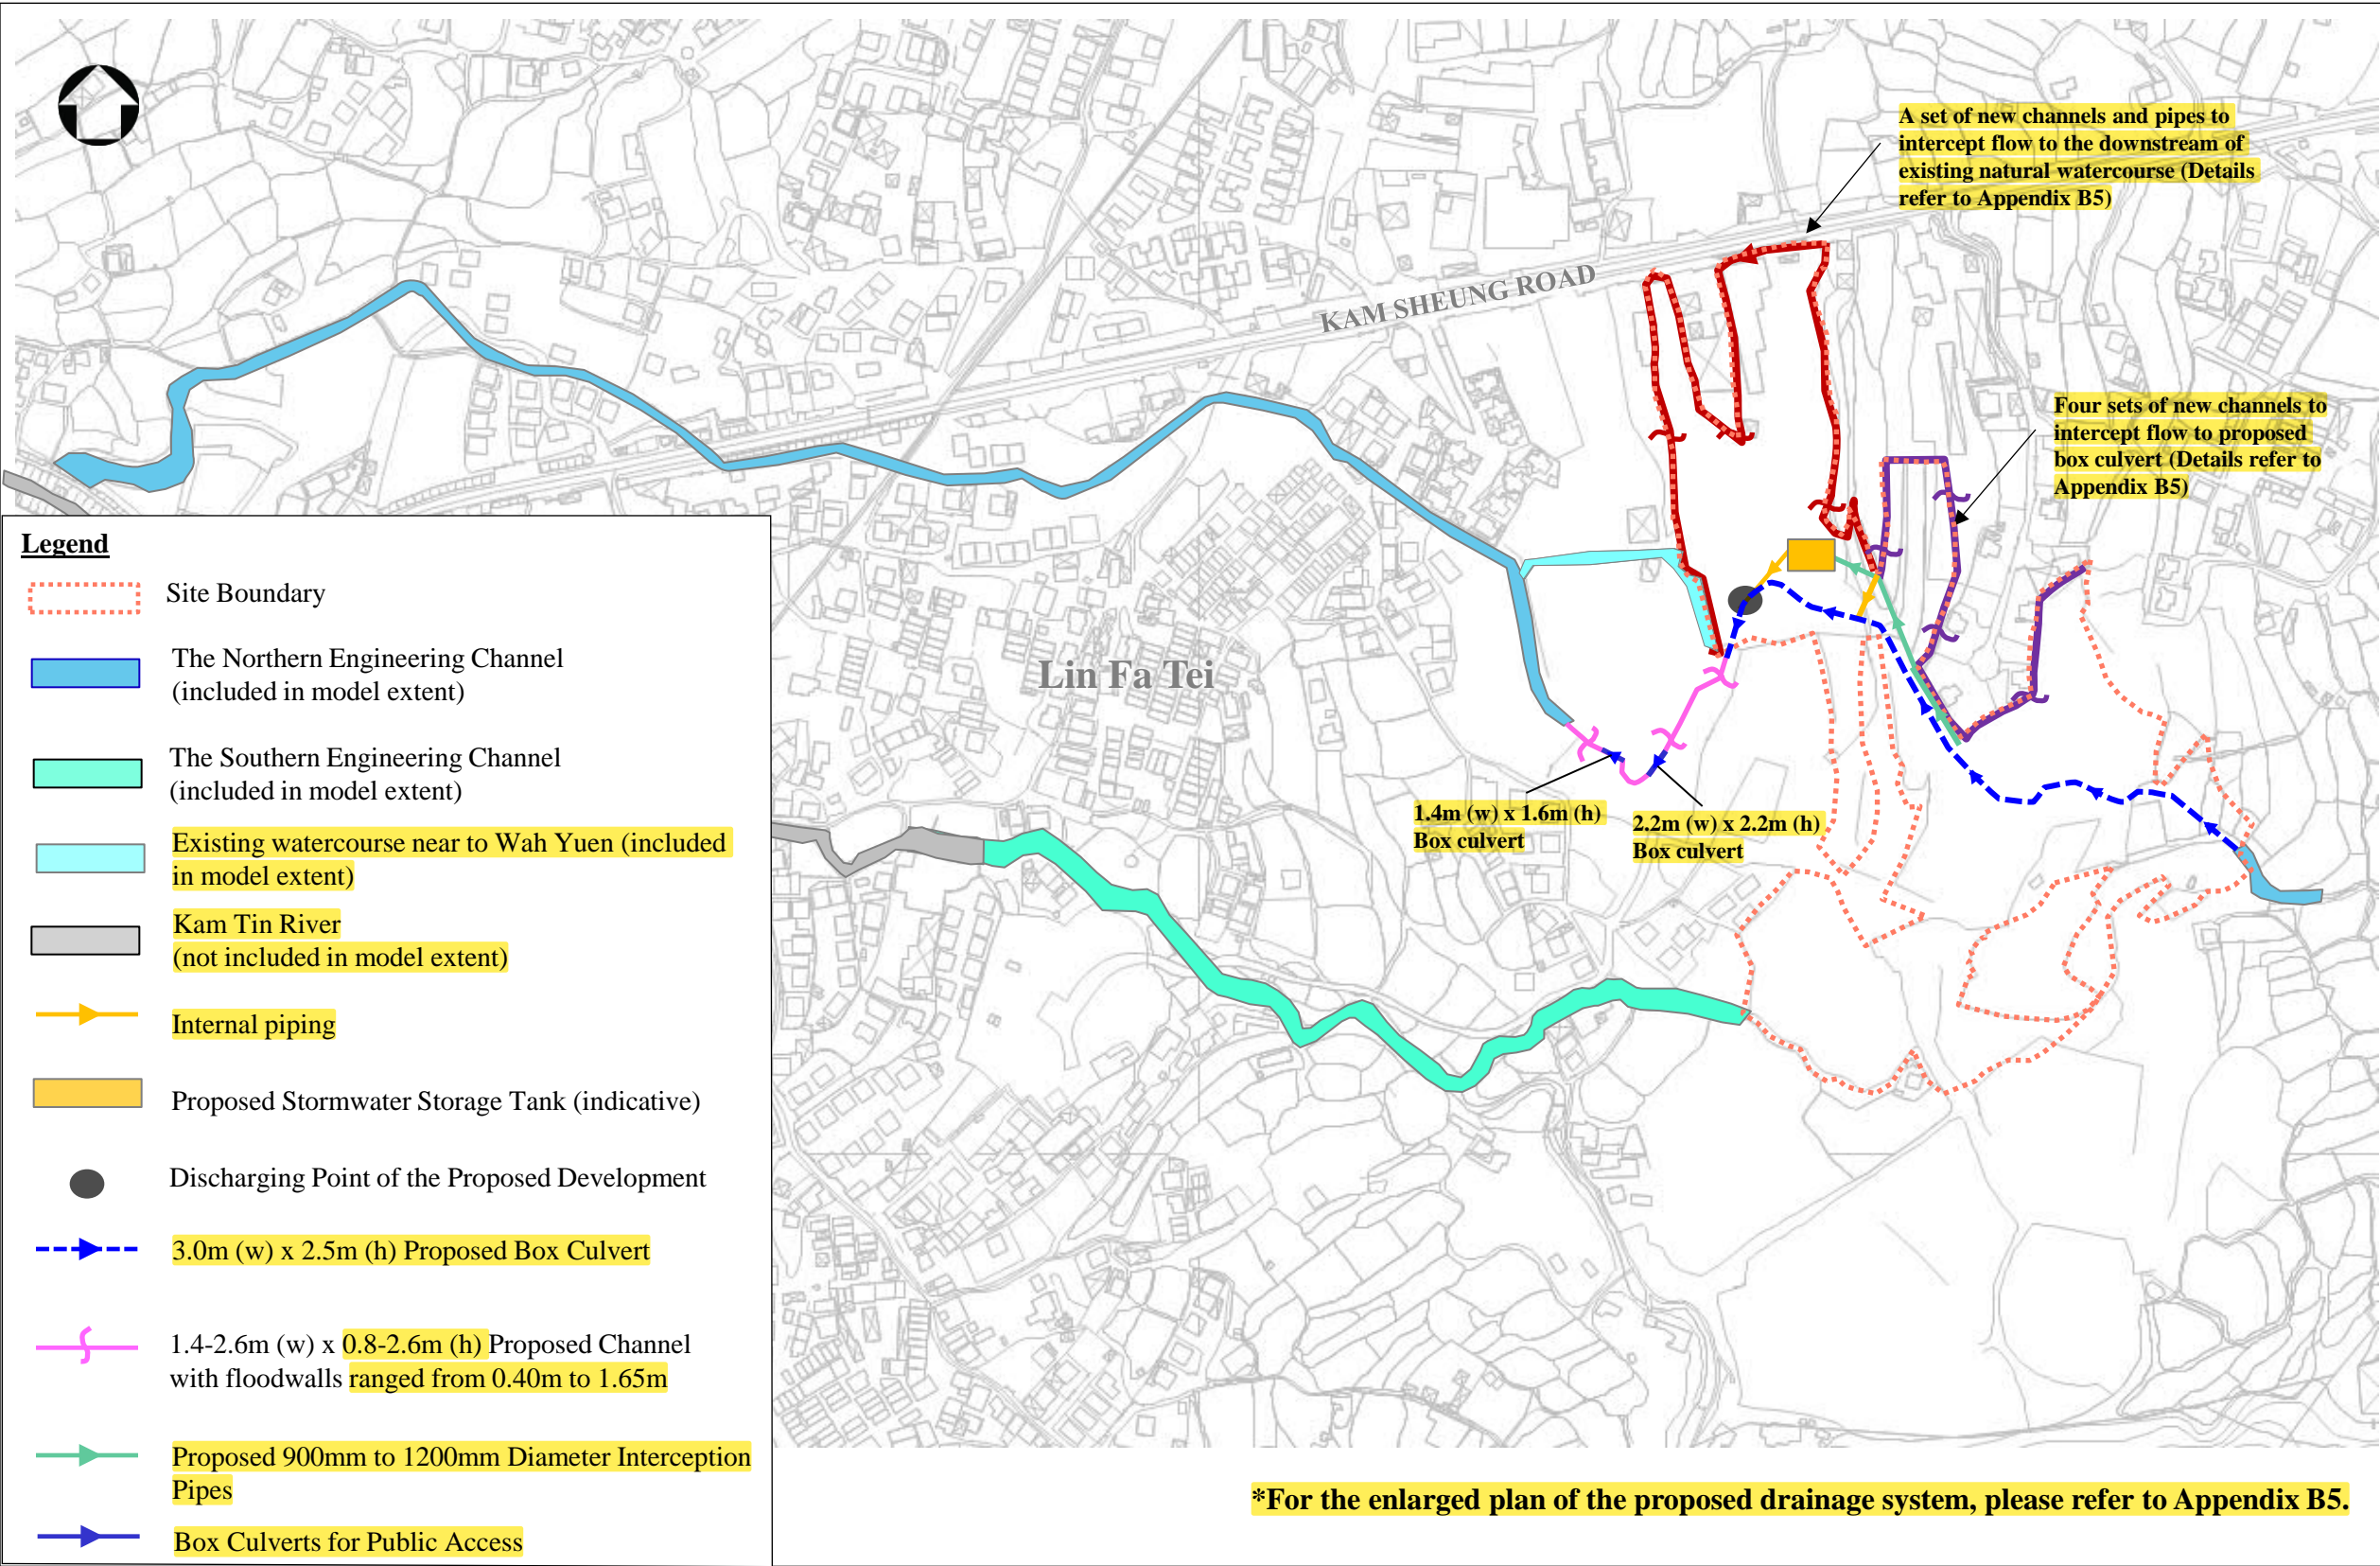 A set of new channels and pipes to
intercept flow to the downstream of
existing natural watercourse (Details
refer to Appendix B5)
KAM SHEUNG ROAD
Four sets of new channels to
intercept flow to proposed
box culvert (Details refer to
Appendix B5)
Lin Fa Tei
1.4m (w) x 1.6m (h)
Box culvert
2.2m (w) x 2.2m (h)
Box culvert
Legend
Site Boundary
The Northern Engineering Channel
(included in model extent)
The Southern Engineering Channel
(included in model extent)
Existing watercourse near to Wah Yuen (included
in model extent)
Kam Tin River
(not included in model extent)
Internal piping
Proposed Stormwater Storage Tank (indicative)
Discharging Point of the Proposed Development
3.0m (w) x 2.5m (h) Proposed Box Culvert
1.4-2.6m (w) x 0.8-2.6m (h) Proposed Channel
with floodwalls ranged from 0.40m to 1.65m
Proposed 900mm to 1200mm Diameter Interception
Pipes
Box Culverts for Public Access
*For the enlarged plan of the proposed drainage system, please refer to Appendix B5.